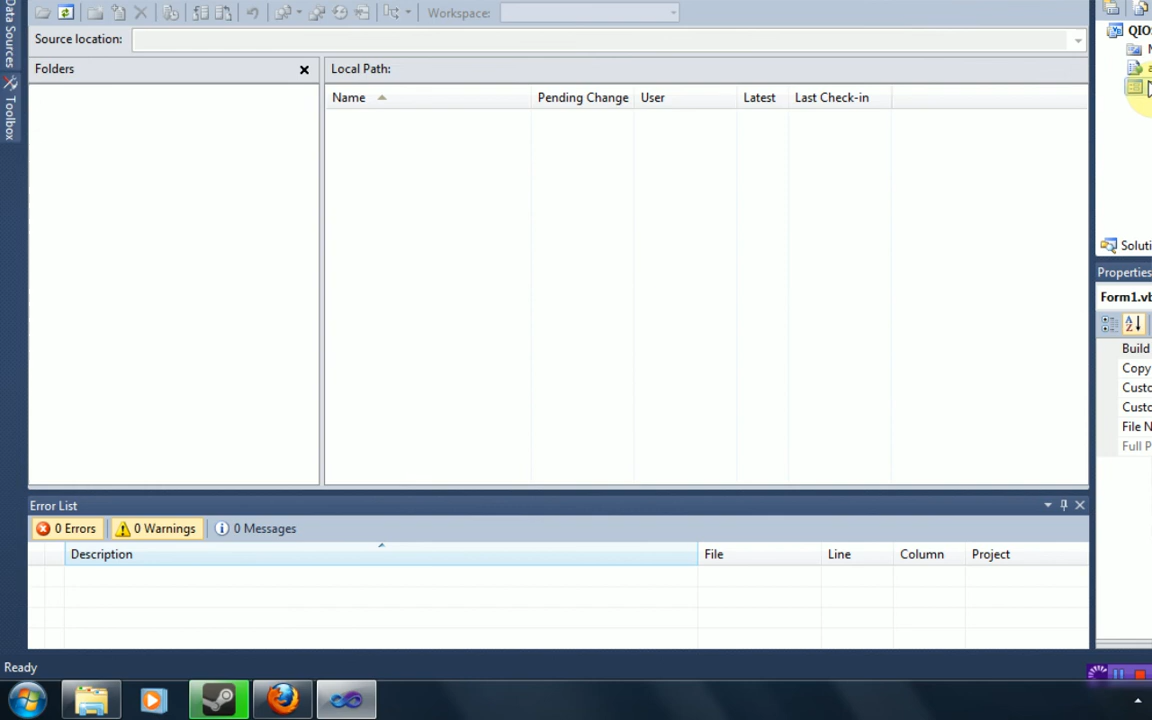 Workspace:
Source location:
Data Sources
Toolbox
Folders
Local Path:
Name
Pending Change
User
Latest
Last Check-in
QIO
Soluti
Properties
Form1.vb
Build
Copy
Custo
Custo
File N
Full P
Error List
0 Errors
0 Warnings
0 Messages
Description
File
Line
Column
Project
Ready